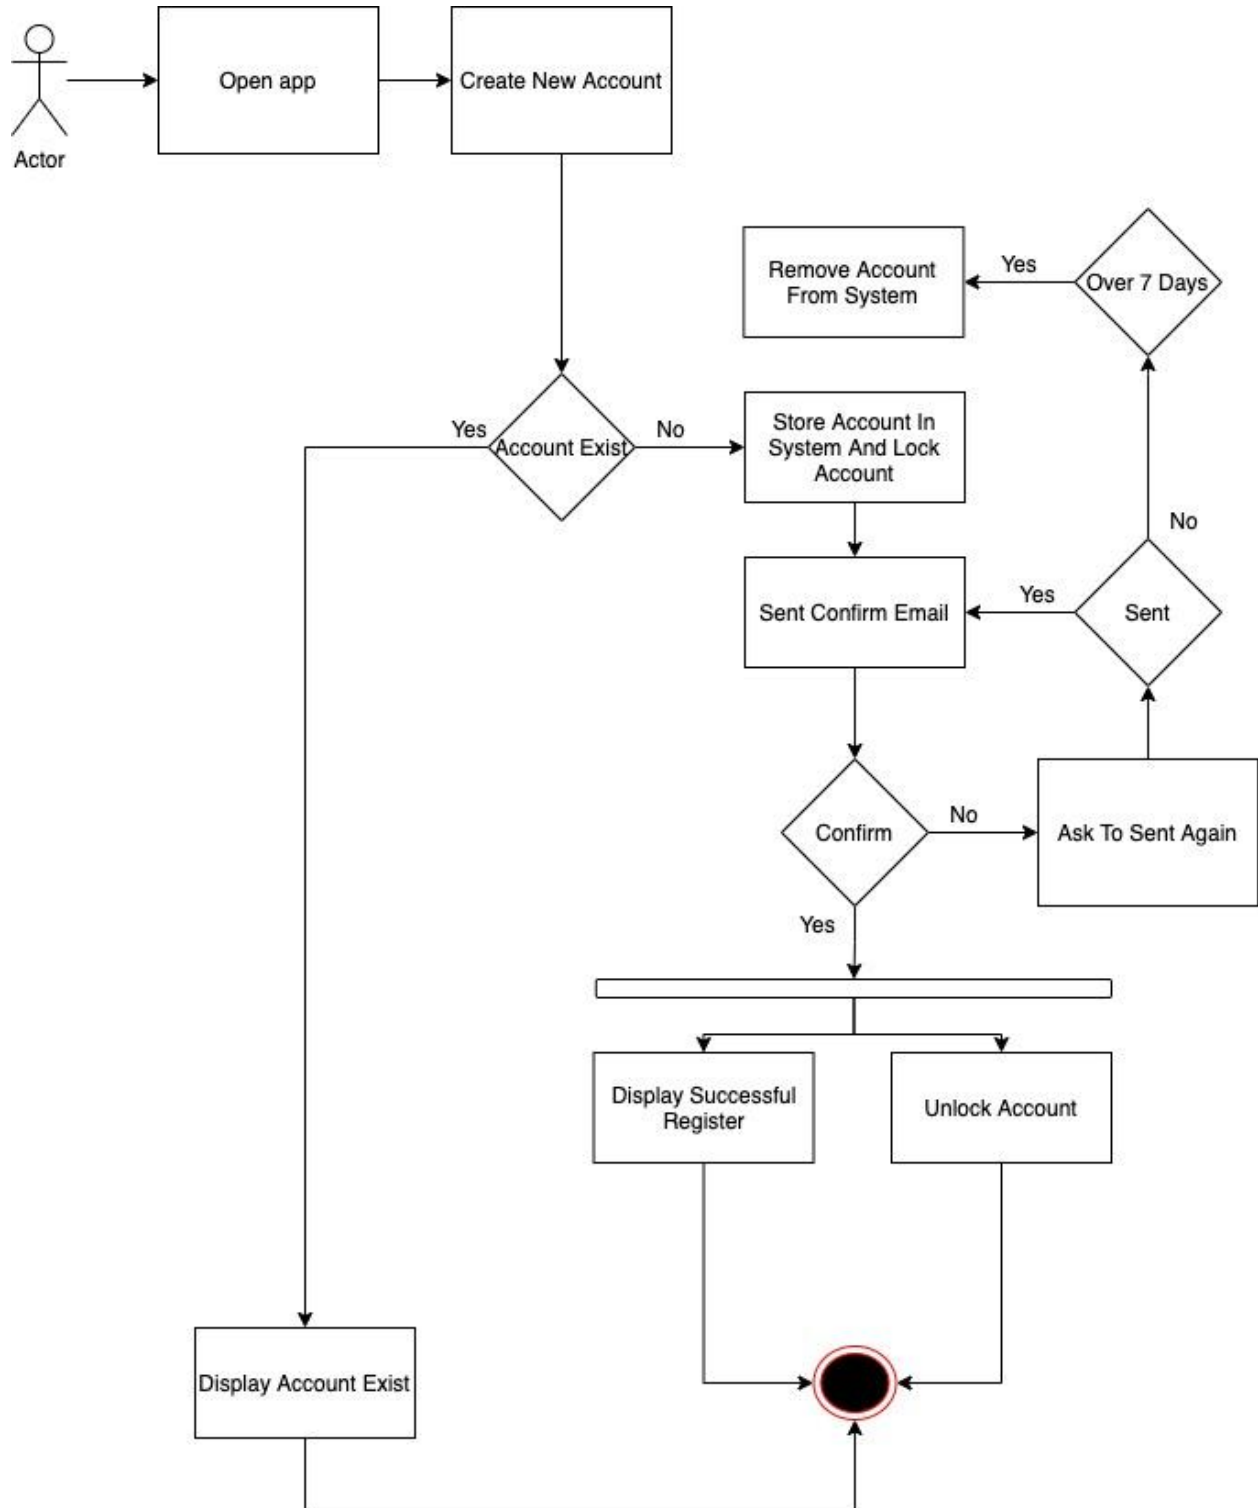 Open app
Create New Account
Actor
Remove Account
From System
Yes
Over 7 Days
Yes
Account Exist
No
Store Account In
System And Lock
Account
No
Sent Confirm Email
Yes
Sent
Confirm
No
Ask To Sent Again
Yes
Display Successful
Register
Unlock Account
Display Account Exist